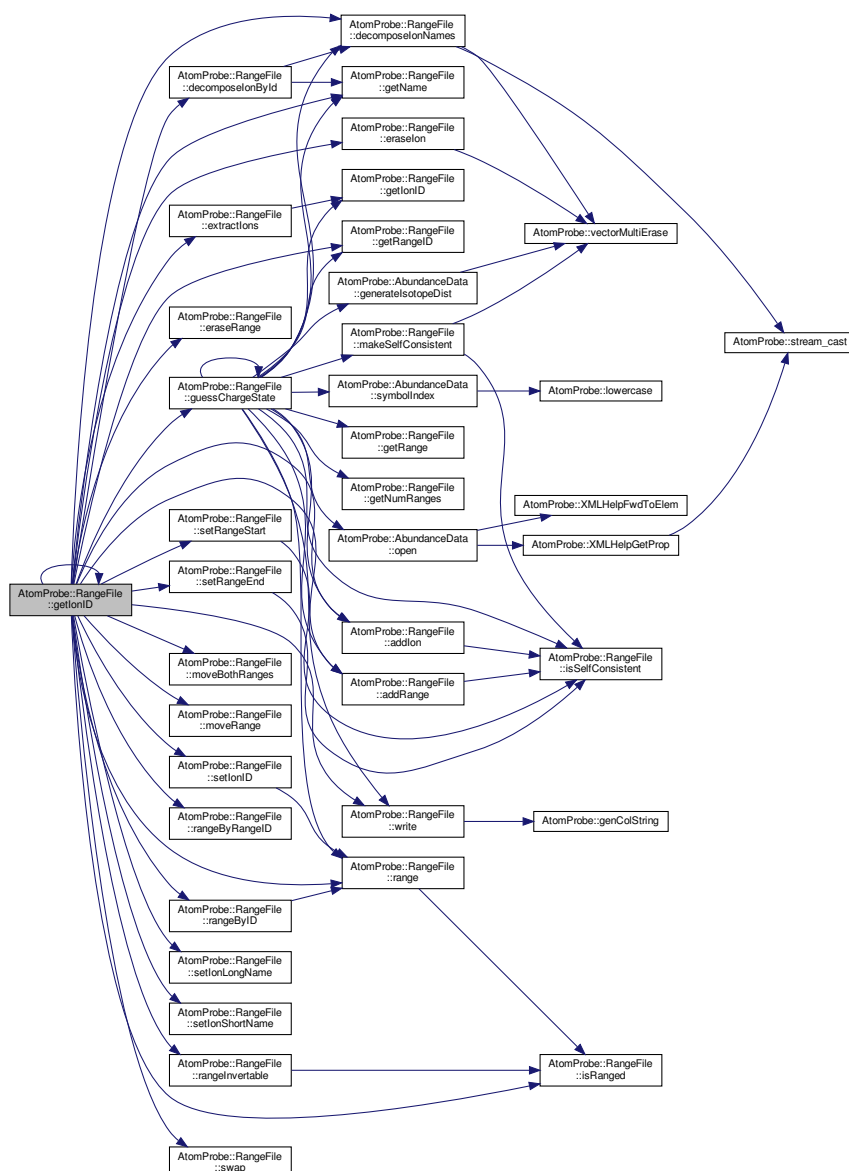 AtomProbe::RangeFile
::decomposeIonNames
AtomProbe::RangeFile
::decomposeIonById
AtomProbe::RangeFile
::getName
AtomProbe::RangeFile
::eraseIon
AtomProbe::RangeFile
::getIonID
AtomProbe::RangeFile
::extractIons
AtomProbe::vectorMultiErase
AtomProbe::RangeFile
::getRangeID
AtomProbe::AbundanceData
::generateIsotopeDist
AtomProbe::RangeFile
::eraseRange
AtomProbe::RangeFile
::makeSelfConsistent
AtomProbe::stream_cast
AtomProbe::RangeFile
::guessChargeState
AtomProbe::AbundanceData
::symbolIndex
AtomProbe::lowercase
AtomProbe::RangeFile
::getRange
AtomProbe::RangeFile
::getNumRanges
AtomProbe::XMLHelpFwdToElem
AtomProbe::RangeFile
::setRangeStart
AtomProbe::AbundanceData
::open
AtomProbe::XMLHelpGetProp
AtomProbe::RangeFile
::setRangeEnd
AtomProbe::RangeFile
::getIonID
AtomProbe::RangeFile
::addIon
AtomProbe::RangeFile
::isSelfConsistent
AtomProbe::RangeFile
::moveBothRanges
AtomProbe::RangeFile
::addRange
AtomProbe::RangeFile
::moveRange
AtomProbe::RangeFile
::setIonID
AtomProbe::RangeFile
::rangeByRangeID
AtomProbe::RangeFile
::write
AtomProbe::genColString
AtomProbe::RangeFile
::range
AtomProbe::RangeFile
::rangeByID
AtomProbe::RangeFile
::setIonLongName
AtomProbe::RangeFile
::setIonShortName
AtomProbe::RangeFile
::rangeInvertable
AtomProbe::RangeFile
::isRanged
AtomProbe::RangeFile
::swap